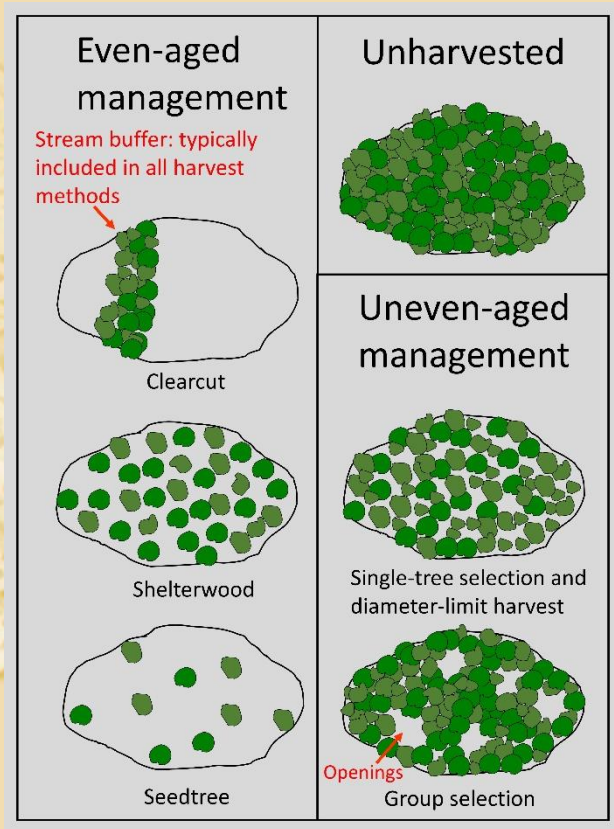 Even-aged
management
Stream buffer: typically
included in all harvest
methods
Clearcut
Shelterwood
Seedtree
Unharvested
Uneven-aged
management
Single-tree selection and
diameter-limit harvest
Openings
Group selection